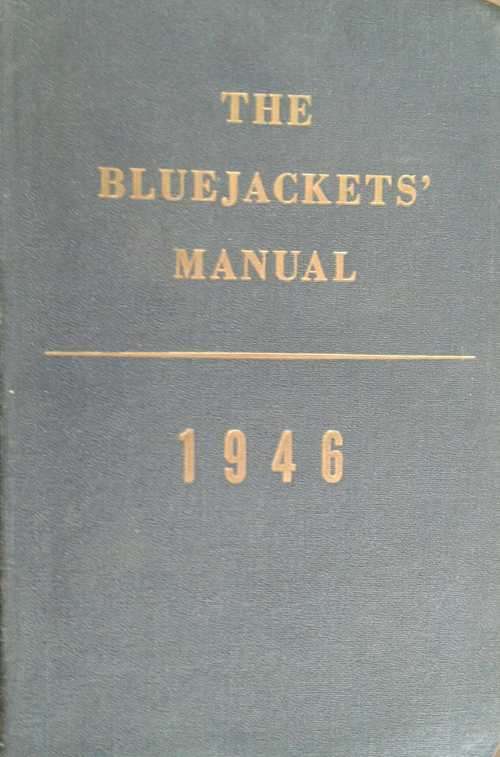 THE
BLUEJACKETS’
MANUAL
1946